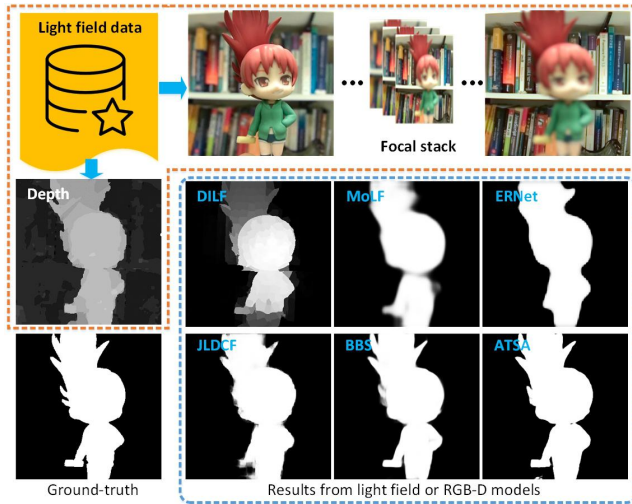 Light field data
Focal stack
Depth
DILF
MoLF
ERNet
JLDCF
BBS
ATSA
Ground-truth
Results from light field or RGB-D models